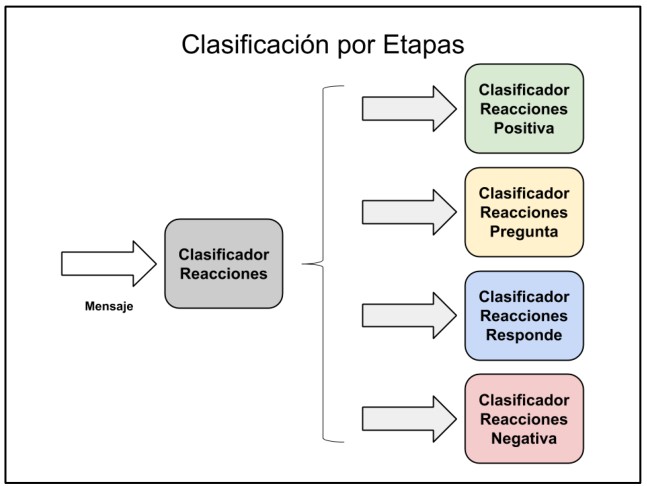 Clasificación por Etapas
Clasificador
Reacciones
Positiva
Clasificador
Reacciones
Pregunta
Clasificador
Reacciones
Mensaje
Clasificador
Reacciones
Responde
Clasificador
Reacciones
Negativa